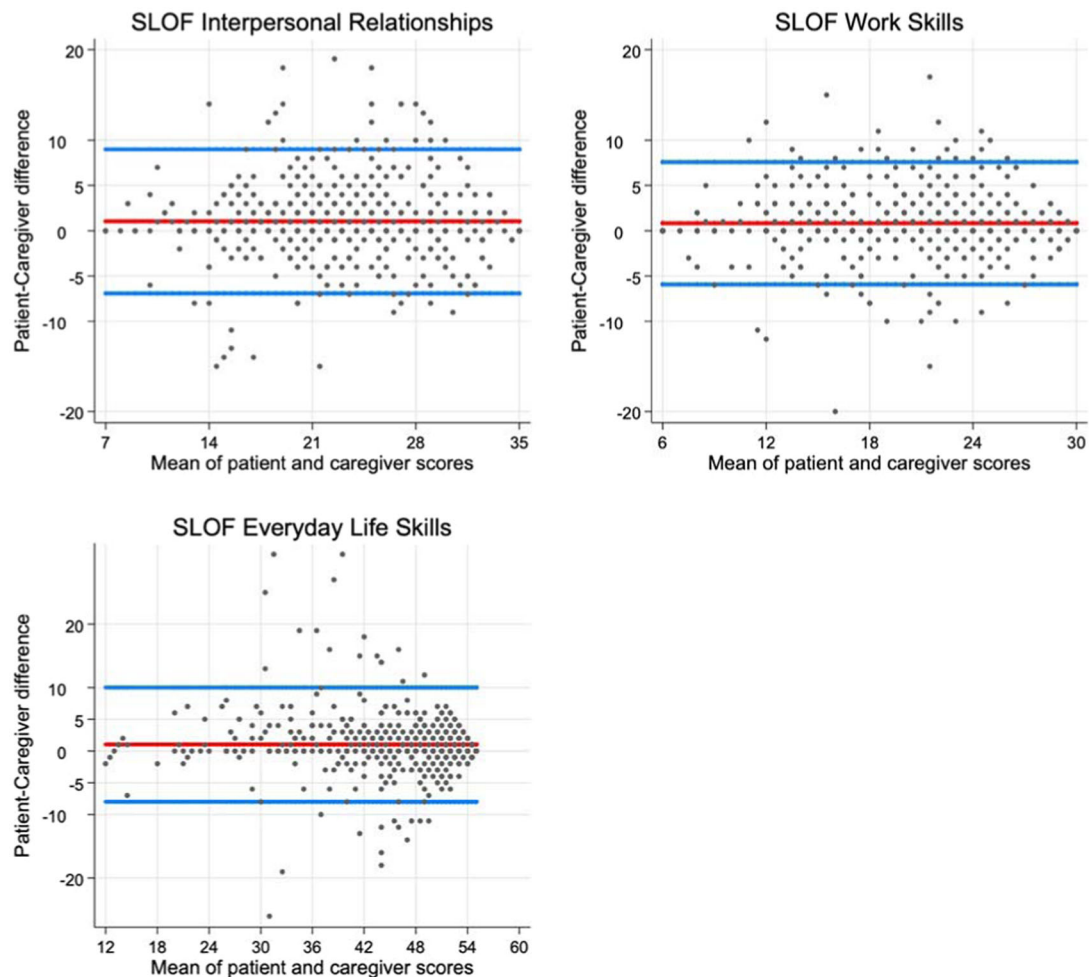 SLOF Interpersonal Relationships
Patient-Caregiver difference
20
10
5
0
-5
-10
-20
7 14 21 28 35
Mean of patient and caregiver scores
SLOF Work Skills
Patient-Caregiver difference
20
10
5
0
-5
-10
-20
6 12 18 24 30
Mean of patient and caregiver scores
SLOF Everyday Life Skills
Patient-Caregiver difference
20
10
5
0
-5
-10
-20
12 18 24 30 36 42 48 54 60
Mean of patient and caregiver scores